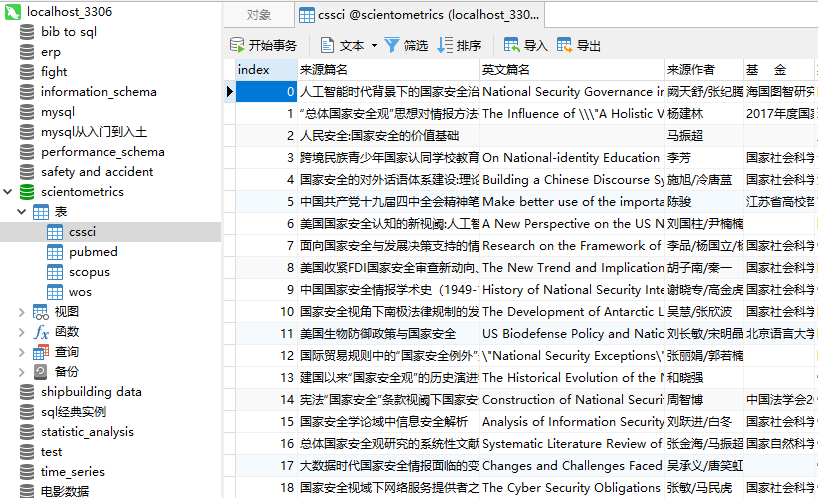 localhost_3306
bib to sql
erp
fight
information_schema
mysql
mysql从入门到入土
performance_schema
safety and accident
scientometrics
表
cssci
pubmed
scopus
wos
视图
函数
查询
备份
shipbuilding data
sql经典实例
statistic_analysis
test
time_series
电影数据
对象 cssci @scientometrics (localhost_330...
开始事务 文本 筛选 排序 导入 导出
index 来源篇名 英文篇名 来源作者 基 金
0 人工智能时代背景下的国家安全治 National Security Governance in 阙天舒/张纪腾 海国图智研究
1 “总体国家安全观”思想对情报方法 The Influence of \\\"A Holistic V 杨建林 2017年度国家
2 人民安全:国家安全的价值基础 马振超
3 跨境民族青少年国家认同学校教育 On National-identity Education 李芳 国家社会科学
4 国家安全的对外话语体系建设:理论 Building a Chinese Discourse Sy 施旭/冷唐蒀 国家社会科学
5 中国共产党十九届四中全会精神笔 Make better use of the importa 陈骏 江苏省高校哲
6 美国国家安全认知的新视阈:人工智 A New Perspective on the US N 刘国柱/尹楠楠
7 面向国家安全与发展决策支持的情 Research on the Framework of 李品/杨国立/杨 国家社会科学
8 美国收紧FDI国家安全审查新动向、 The New Trend and Implication 胡子南/秦一 国家社会科学
9 中国国家安全情报学术史（1949- History of National Security Inte 谢晓专/高金虎 国家社会科学
10 国家安全视角下南极法律规制的发 The Development of Antarctic L 吴慧/张欣波 国家社会科学
11 美国生物防御政策与国家安全 US Biodefense Policy and Natio 刘长敏/宋明晶 北京语言大学
12 国际贸易规则中的“国家安全例外” \"National Security Exceptions\" 张丽娟/郭若楠
13 建国以来“国家安全观”的历史演进 The Historical Evolution of the N 和晓强
14 宪法“国家安全”条款视阈下国家安 Construction of National Securi 周智博 中国法学会20
15 国家安全学论域中信息安全解析 Analysis of Information Security 刘跃进/白冬 国家社会科学
16 总体国家安全观研究的系统性文献 Systematic Literature Review of 张金海/马振超 国家自然科学
17 大数据时代国家安全情报面临的变 Changes and Challenges Faced 吴承义/唐笑虹
18 国家安全视域下网络服务提供者之 The Cyber Security Obligations 张敏/马民虎 国家社会科学